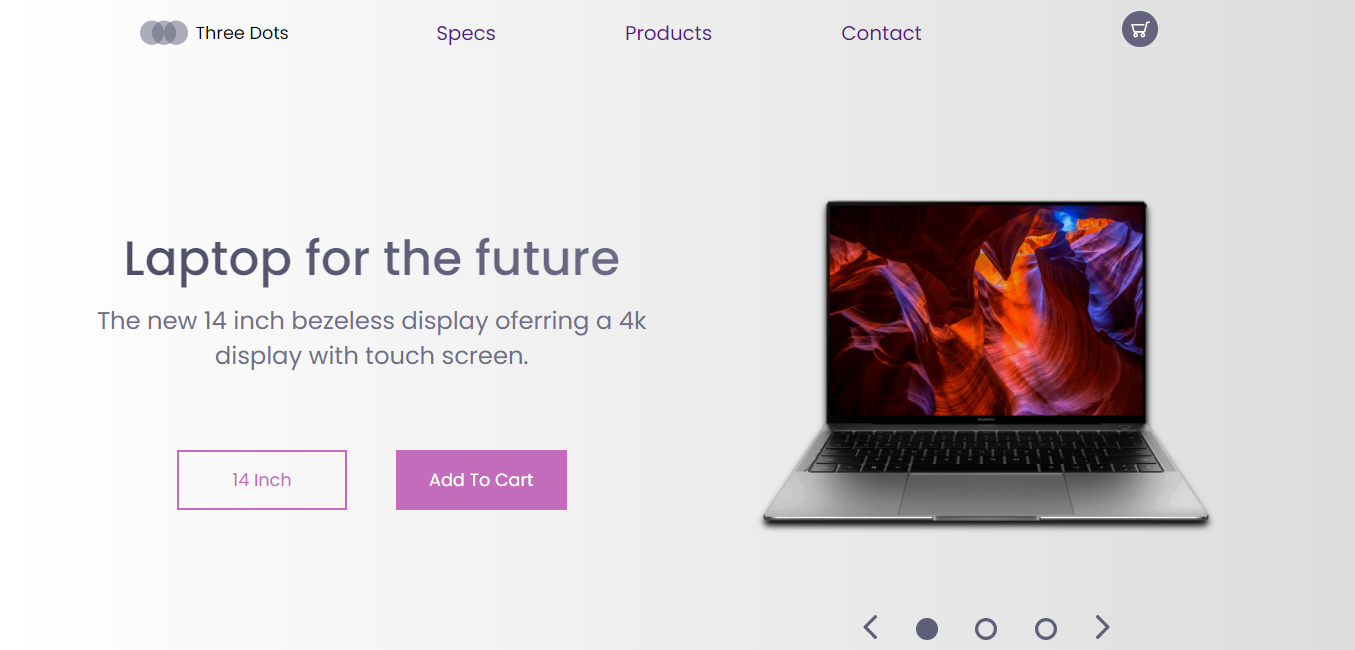 Three Dots
Specs
Products
Contact
Laptop for the future
The new 14 inch bezeless display oferring a 4k
display with touch screen.
14 Inch
Add To Cart